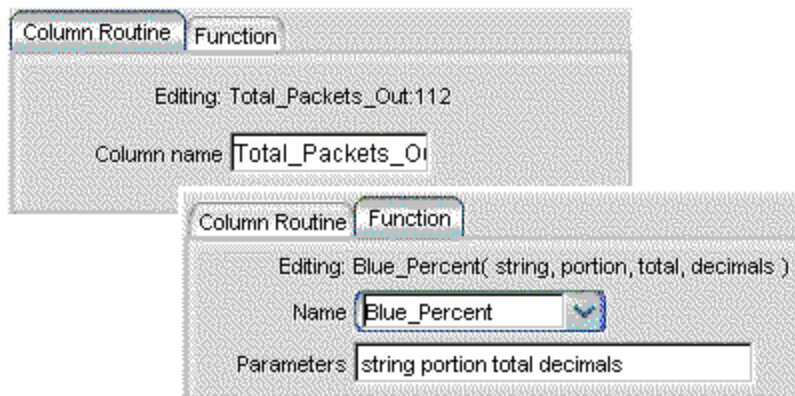 Column Routine Function
Editing: Total_Packets_Out:112
Column name Total_Packets_O
Column Routine Function
Editing: Blue_Percent( string, portion, total, decimals )
Name Blue_Percent
Parameters string portion total decimals